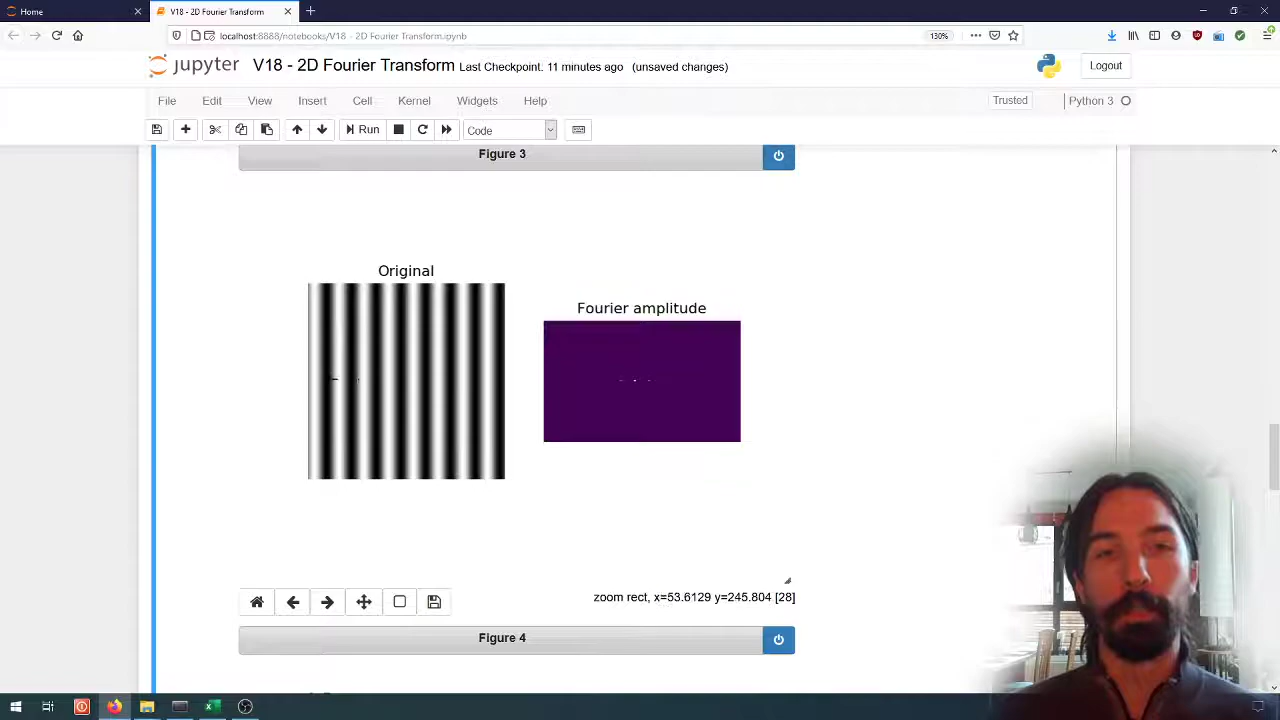 Home
V18 - 2D Fourier Transform
localhost:8888/notebooks/V18 - 2D Fourier Transform.ipynb
130%
jupyter V18 - 2D Fourier Transform Last Checkpoint: 11 minutes ago (unsaved changes)
Logout
File Edit View Insert Cell Kernel Widgets Help
Trusted
Python 3
Run
Code
Figure 3
Original
Fourier amplitude
zoom rect, x=53.6129 y=245.804 [28]
Figure 4